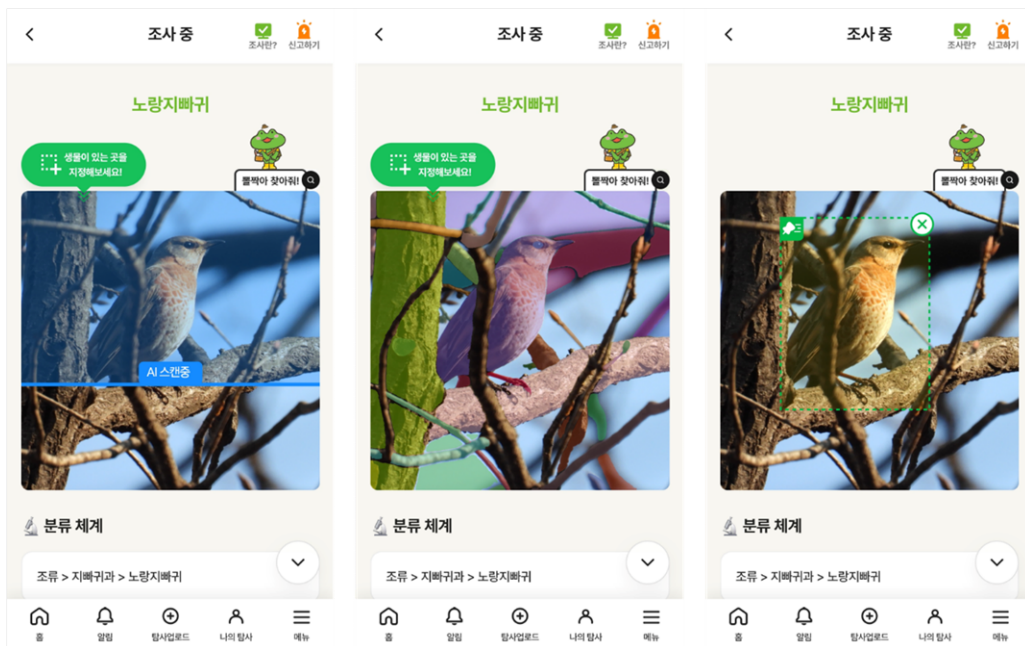 조사 중
조사란?
신고하기
노랑지빠귀
생물이 있는 곳을
지정해보세요!
뽈짝아 찾아줘!
AI 스캔중
분류 체계
조류 > 지빠귀과 > 노랑지빠귀
홈
알림
탐사업로드
나의 탐사
메뉴
조사 중
조사란?
신고하기
노랑지빠귀
생물이 있는 곳을
지정해보세요!
뽈짝아 찾아줘!
분류 체계
조류 > 지빠귀과 > 노랑지빠귀
홈
알림
탐사업로드
나의 탐사
메뉴
조사 중
조사란?
신고하기
노랑지빠귀
뽈짝아 찾아줘!
분류 체계
조류 > 지빠귀과 > 노랑지빠귀
홈
알림
탐사업로드
나의 탐사
메뉴